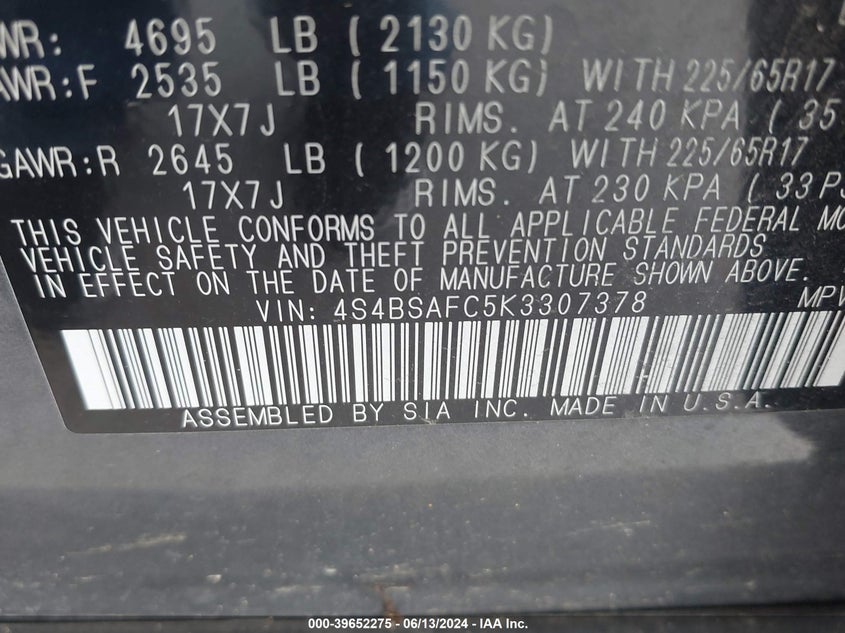 WR: 4695 LB ( 2130 KG)
AWR:F 2535 LB ( 1150 KG) WITH 225/65R17
17X7J RIMS. AT 240 KPA ( 35
GAWR:R 2645 LB ( 1200 KG) WITH 225/65R17
17X7J RIMS. AT 230 KPA ( 33 PS
THIS VEHICLE CONFORMS TO ALL APPLICABLE FEDERAL MO
VEHICLE SAFETY AND THEFT PREVENTION STANDARDS
IN EFFECT ON THE DATE OF MANUFACTURE SHOWN ABOVE.
VIN: 4S4BSAFC5K3307378 MPV
ASSEMBLED BY SIA INC. MADE IN U.S.A.
000-39652275 - 06/13/2024 - IAA Inc.